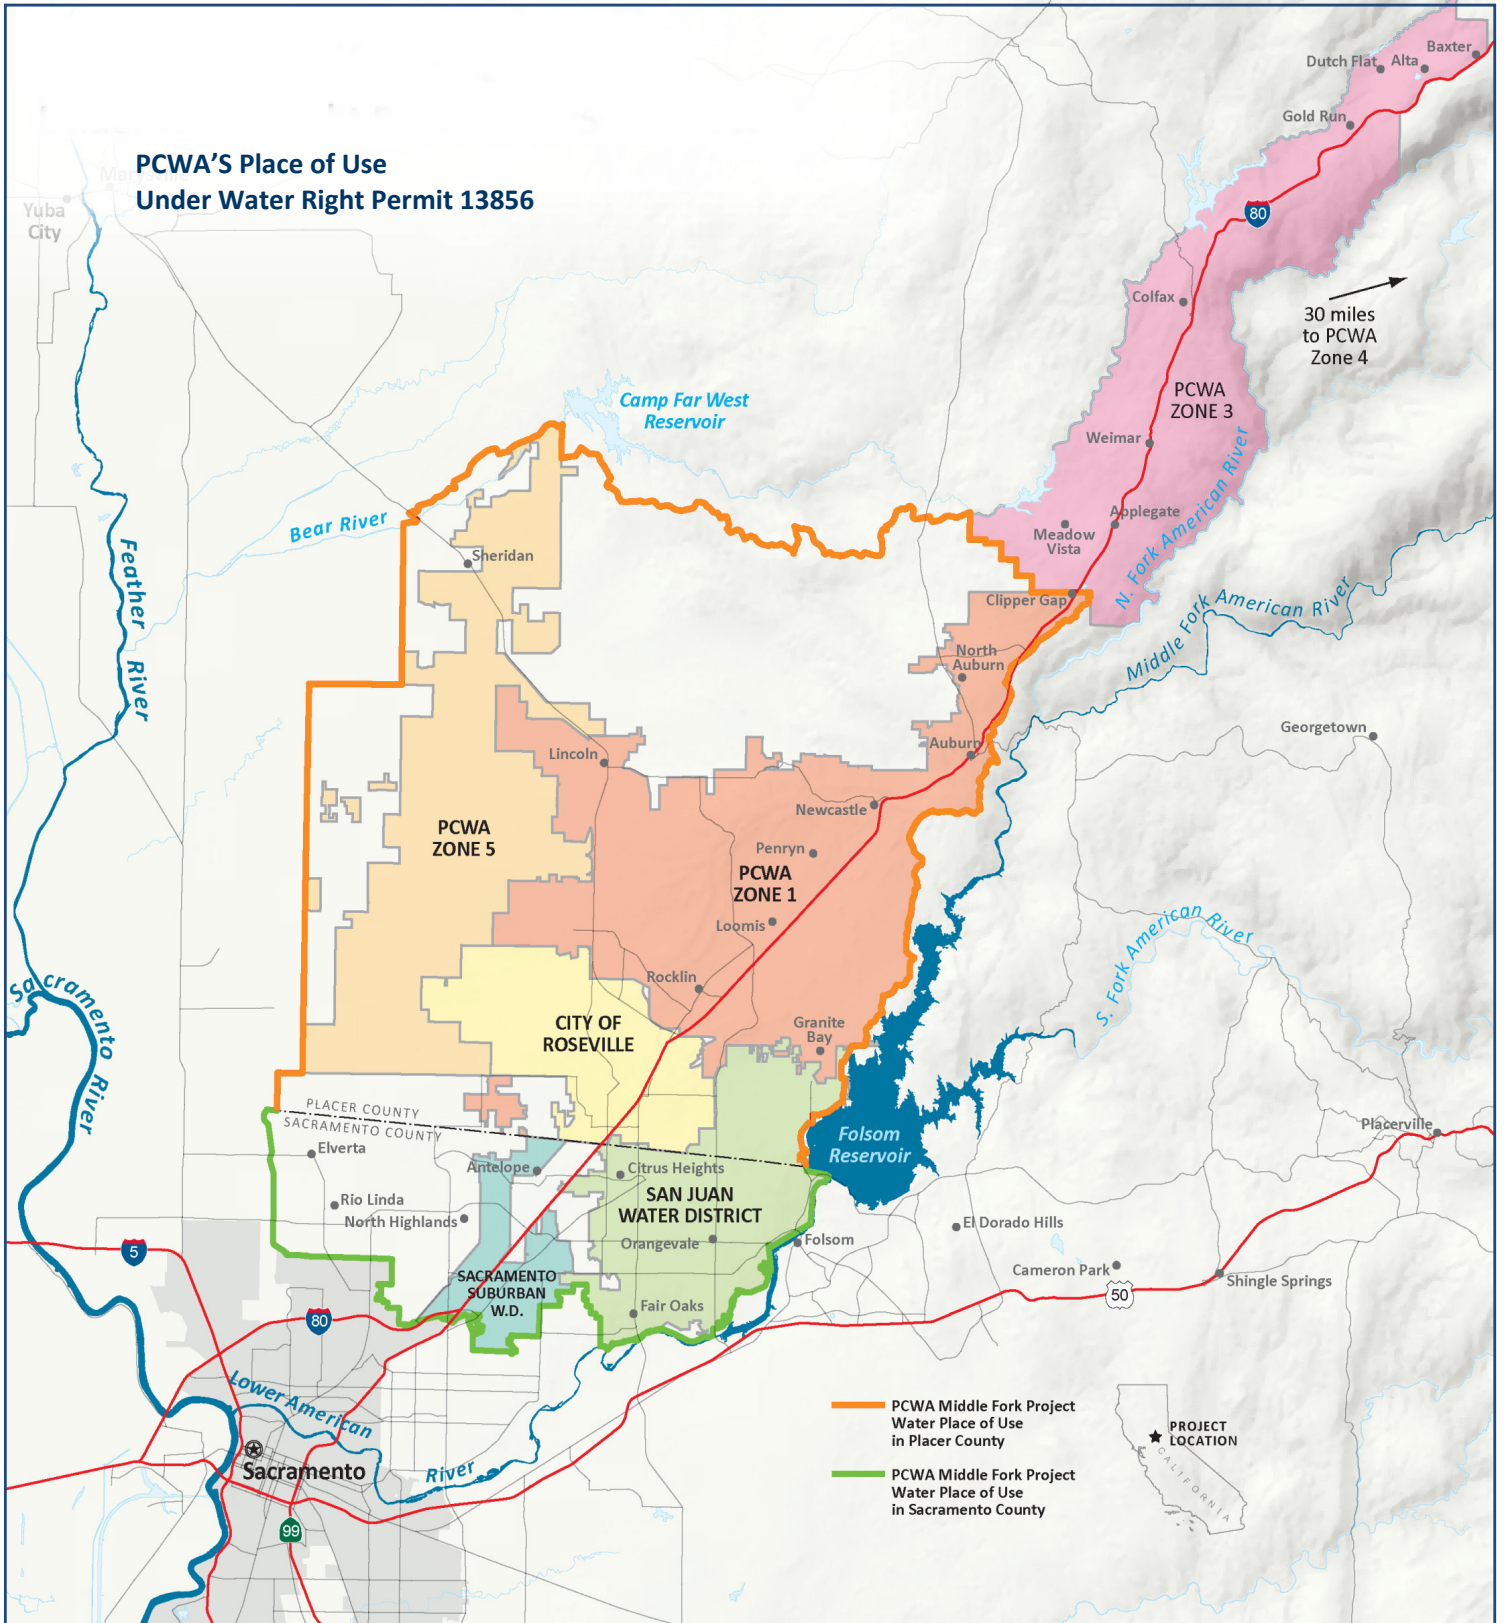 Baxter
Dutch Flat
Alta
Gold Run
PCWA'S Place of Use
Under Water Right Permit 13856
Marysville
Yuba
City
80
Colfax
30 miles
to PCWA
Zone 4
PCWA
ZONE 3
Camp Far West
Reservoir
Weimar
N. Fork American River
Bear River
Applegate
Meadow
Vista
Feather River
Sheridan
Clipper Gap
Middle Fork American River
North
Auburn
Georgetown
Lincoln
Auburn
Newcastle
PCWA
ZONE 5
Penryn
PCWA
ZONE 1
Loomis
S. Fork American River
Rocklin
Sacramento River
CITY OF
ROSEVILLE
Granite
Bay
PLACER COUNTY
SACRAMENTO COUNTY
Folsom
Reservoir
Placerville
Elverta
Antelope
Citrus Heights
Rio Linda
North Highlands
SAN JUAN
WATER DISTRICT
El Dorado Hills
Orangevale
Folsom
5
Cameron Park
Shingle Springs
SACRAMENTO
SUBURBAN
W.D.
50
Fair Oaks
80
Lower American River
PCWA Middle Fork Project
Water Place of Use
in Placer County
PROJECT
LOCATION
CALIFORNIA
Sacramento
PCWA Middle Fork Project
Water Place of Use
in Sacramento County
99